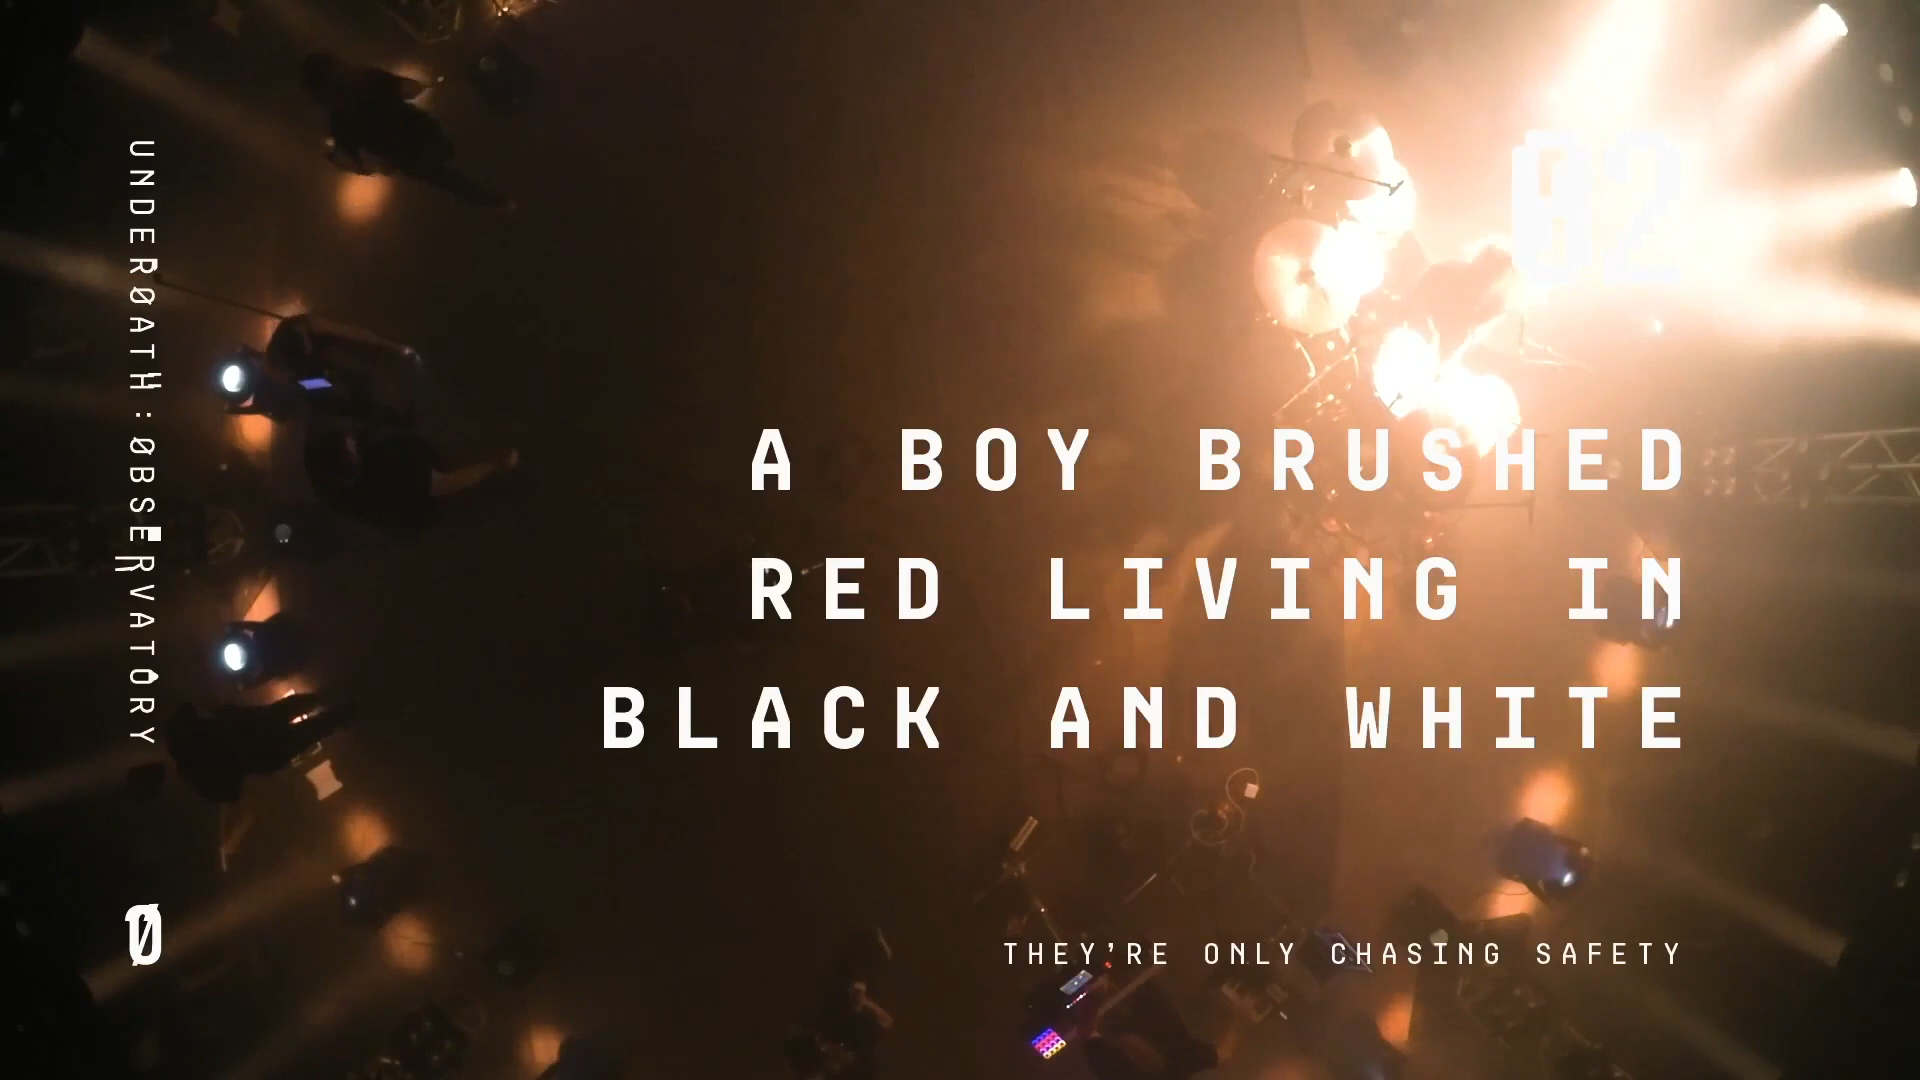 UNDERØATH:ØBSERVATORY
02
A BOY BRUSHED
RED LIVING IN
BLACK AND WHITE
THEY’RE ONLY CHASING SAFETY
Ø